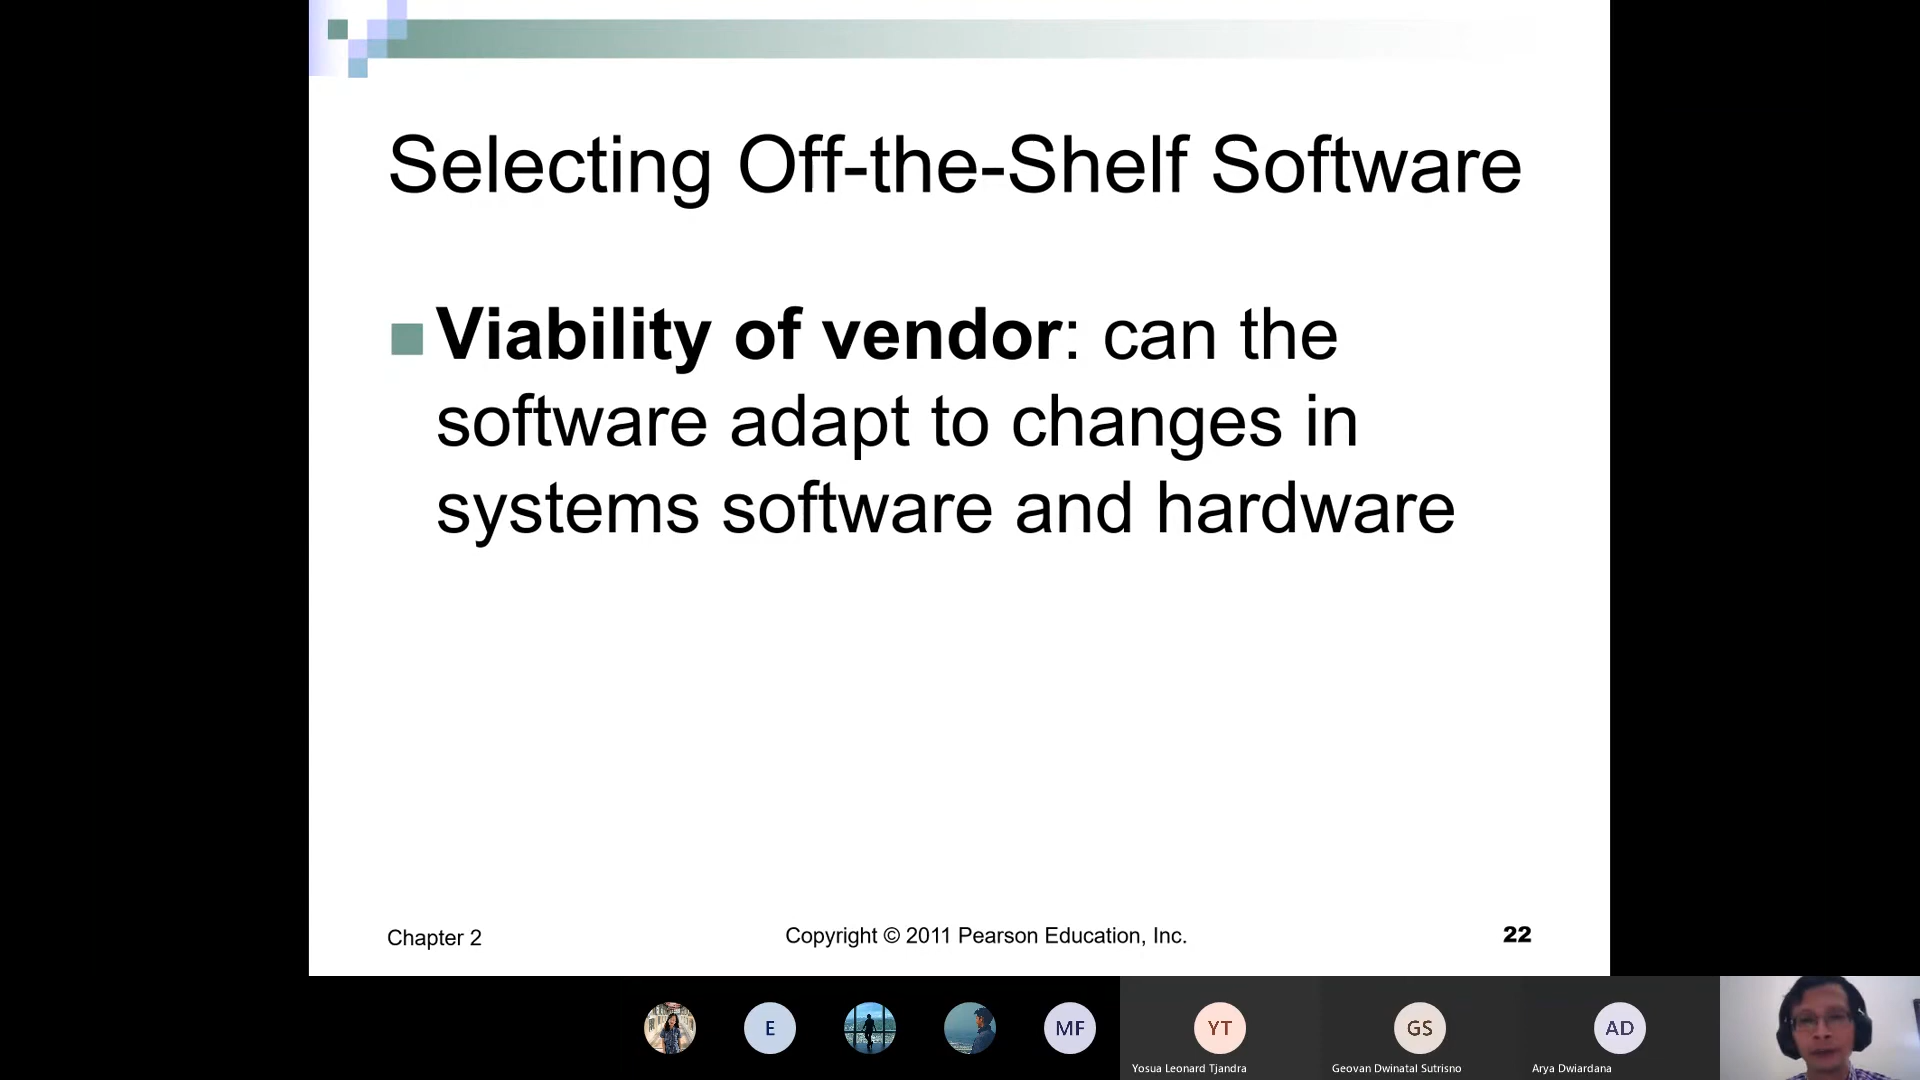 Selecting Off-the-Shelf Software
Viability of vendor: can the
software adapt to changes in
systems software and hardware
Chapter 2
Copyright © 2011 Pearson Education, Inc.
22
E
MF
YT
GS
AD
Yosua Leonard Tjandra
Geovan Dwinatal Sutrisno
Arya Dwiardana